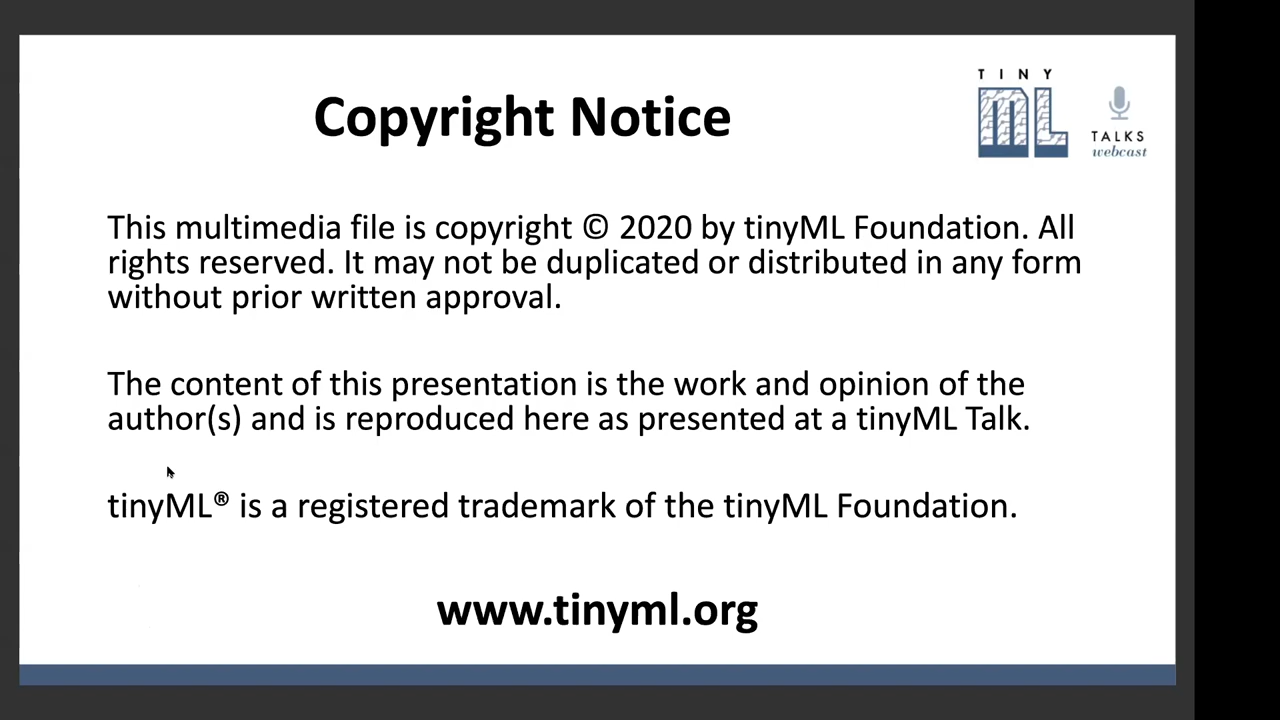 Copyright Notice
TINY
ML
TALKS
webcast
This multimedia file is copyright © 2020 by tinyML Foundation. All
rights reserved. It may not be duplicated or distributed in any form
without prior written approval.
The content of this presentation is the work and opinion of the
author(s) and is reproduced here as presented at a tinyML Talk.
tinyML® is a registered trademark of the tinyML Foundation.
www.tinyml.org